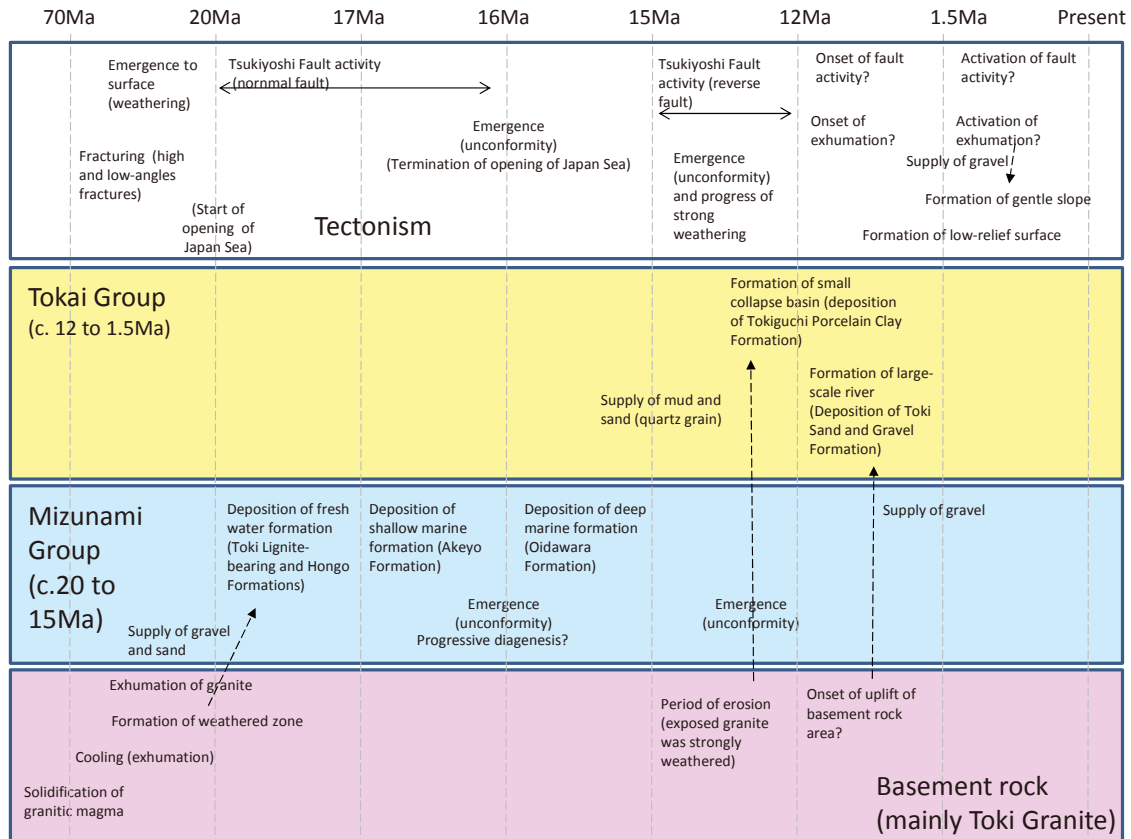 70Ma 20Ma 17Ma 16Ma 15Ma 12Ma 1.5Ma Present
Emergence to
surface
(weathering)
Tsukiyoshi Fault activity
(nornmal fault)
Fracturing (high
and low-angles
fractures)
(Start of
opening of
Japan Sea)
Tectonism
Emergence
(unconformity)
(Termination of opening of Japan Sea)
Tsukiyoshi Fault
activity (reverse
fault)
Emergence
(unconformity)
and progress of
strong
weathering
Onset of fault
activity?
Onset of
exhumation?
Activation of fault
activity?
Activation of
exhumation?
Supply of gravel
Formation of gentle slope
Formation of low-relief surface
Tokai Group
(c. 12 to 1.5Ma)
Formation of small
collapse basin (deposition
of Tokiguchi Porcelain Clay
Formation)
Supply of mud and
sand (quartz grain)
Formation of large-
scale river
(Deposition of Toki
Sand and Gravel
Formation)
Mizunami
Group
(c.20 to
15Ma)
Deposition of fresh
water formation
(Toki Lignite-
bearing and Hongo
Formations)
Deposition of
shallow marine
formation (Akeyo
Formation)
Deposition of deep
marine formation
(Oidawara
Formation)
Supply of gravel
Supply of gravel
and sand
Emergence
(unconformity)
Progressive diagenesis?
Emergence
(unconformity)
Exhumation of granite
Formation of weathered zone
Cooling (exhumation)
Solidification of
granitic magma
Period of erosion
(exposed granite
was strongly
weathered)
Onset of uplift of
basement rock
area?
Basement rock
(mainly Toki Granite)